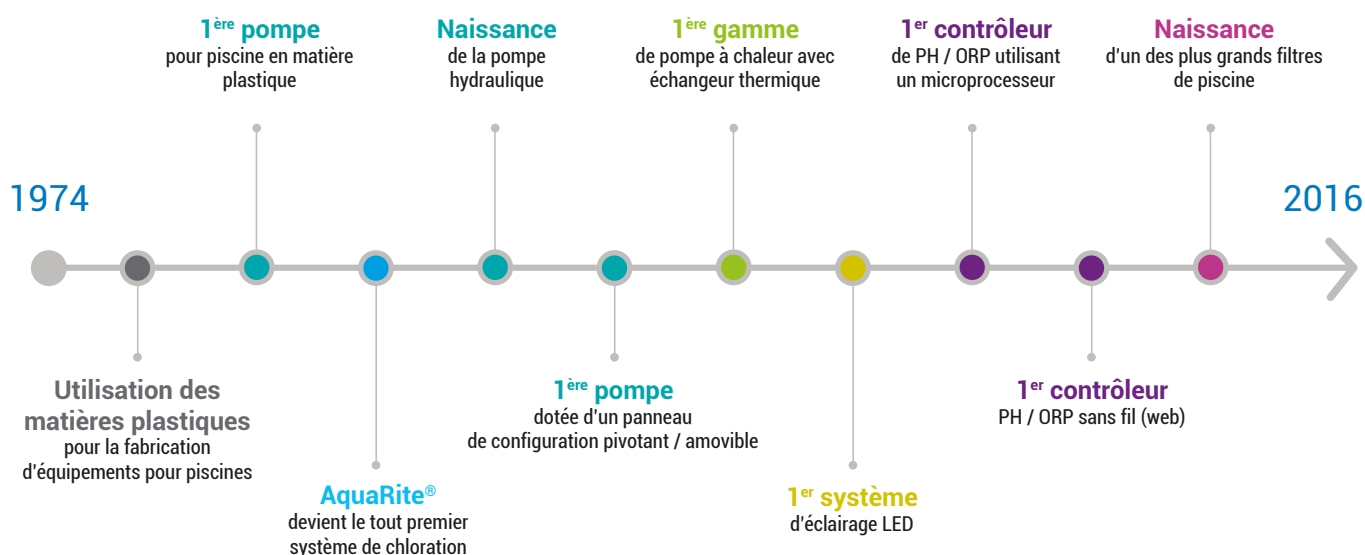 1ère pompe
pour piscine en matière
plastique
Naissance
de la pompe
hydraulique
1ère gamme
de pompe à chaleur avec
échangeur thermique
1er contrôleur
de PH / ORP utilisant
un microprocesseur
Naissance
d'un des plus grands filtres
de piscine
1974
2016
Utilisation des
matières plastiques
pour la fabrication
d'équipements pour piscines
AquaRite®
devient le tout premier
système de chloration
1ère pompe
dotée d'un panneau
de configuration pivotant / amovible
1er système
d'éclairage LED
1er contrôleur
PH / ORP sans fil (web)